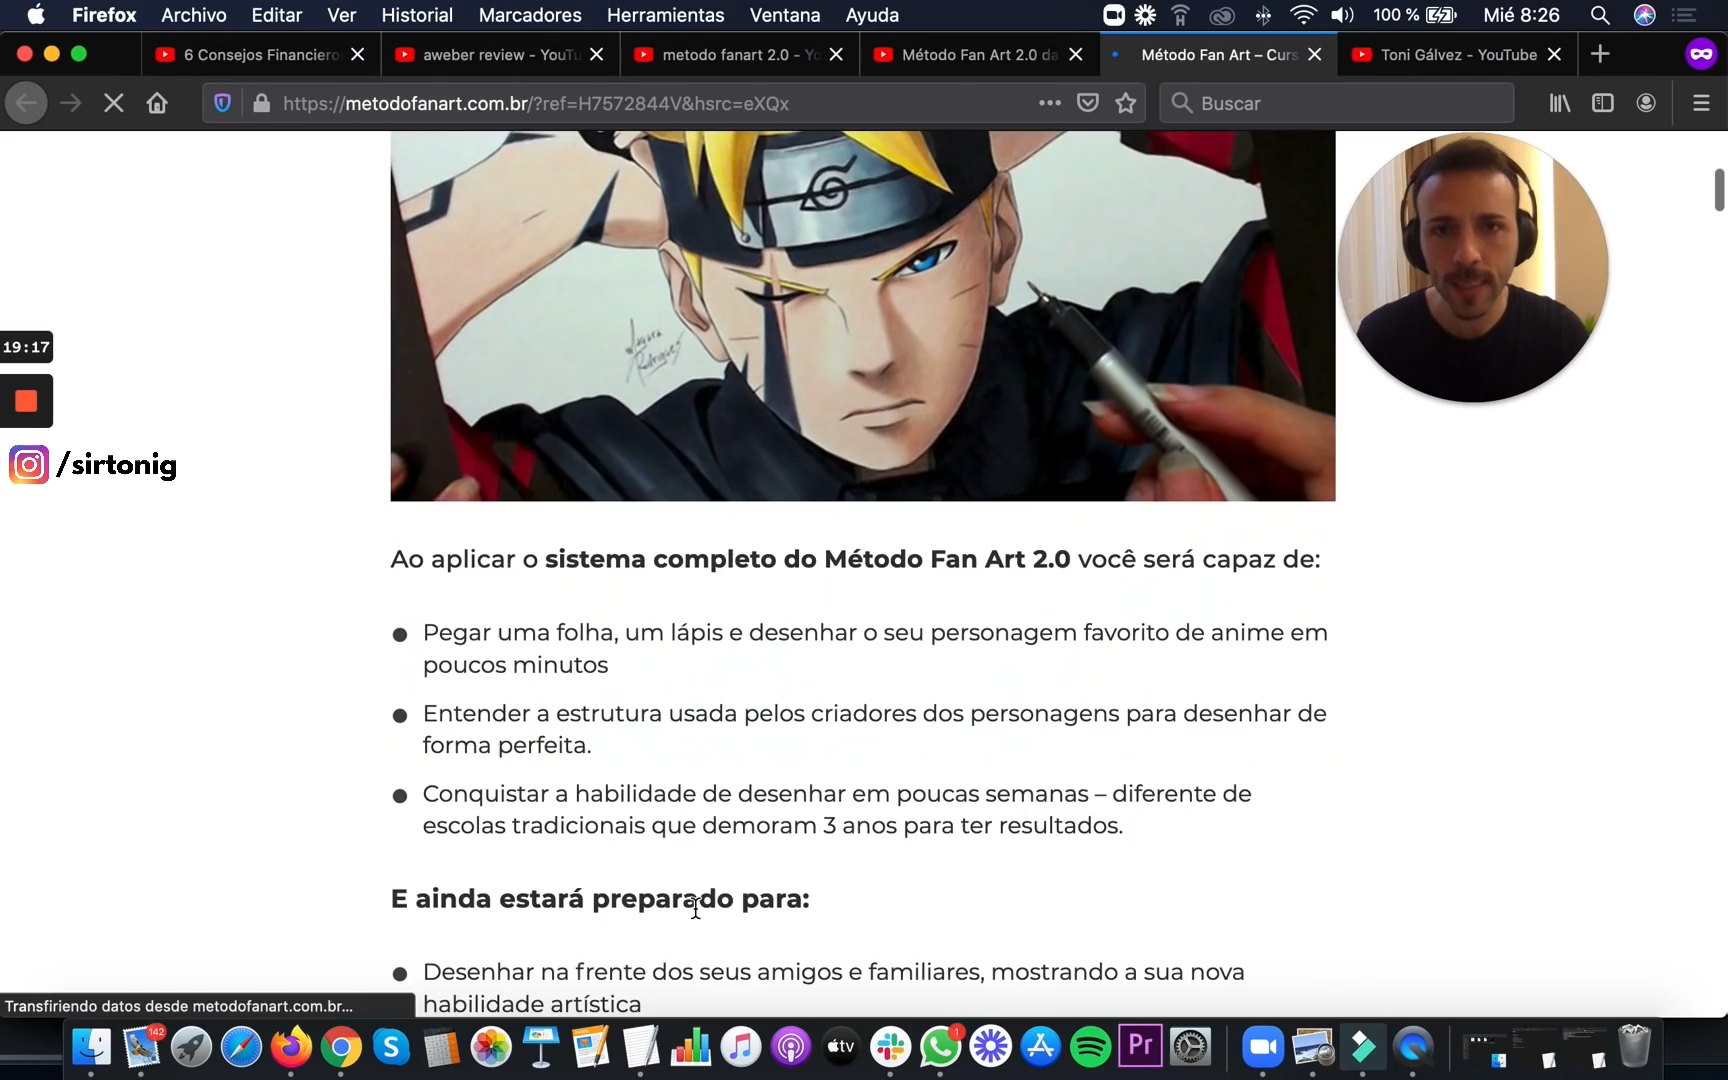 Firefox Archivo Editar Ver Historial Marcadores Herramientas Ventana Ayuda 100 % Mié 8:26
6 Consejos Financiero
aweber review - YouTu
metodo fanart 2.0 - Yo
Método Fan Art 2.0 da
Método Fan Art – Curs
Toni Gálvez - YouTube
https://metodofanart.com.br/?ref=H7572844V&hsrc=eXQx
Buscar
19:17
/sirtonig
Rodrigues
Ao aplicar o sistema completo do Método Fan Art 2.0 você será capaz de:
Pegar uma folha, um lápis e desenhar o seu personagem favorito de anime em
poucos minutos
Entender a estrutura usada pelos criadores dos personagens para desenhar de
forma perfeita.
Conquistar a habilidade de desenhar em poucas semanas – diferente de
escolas tradicionais que demoram 3 anos para ter resultados.
E ainda estará preparado para:
Desenhar na frente dos seus amigos e familiares, mostrando a sua nova
habilidade artística
Transfiriendo datos desde metodofanart.com.br...
142
1
tv
Pr